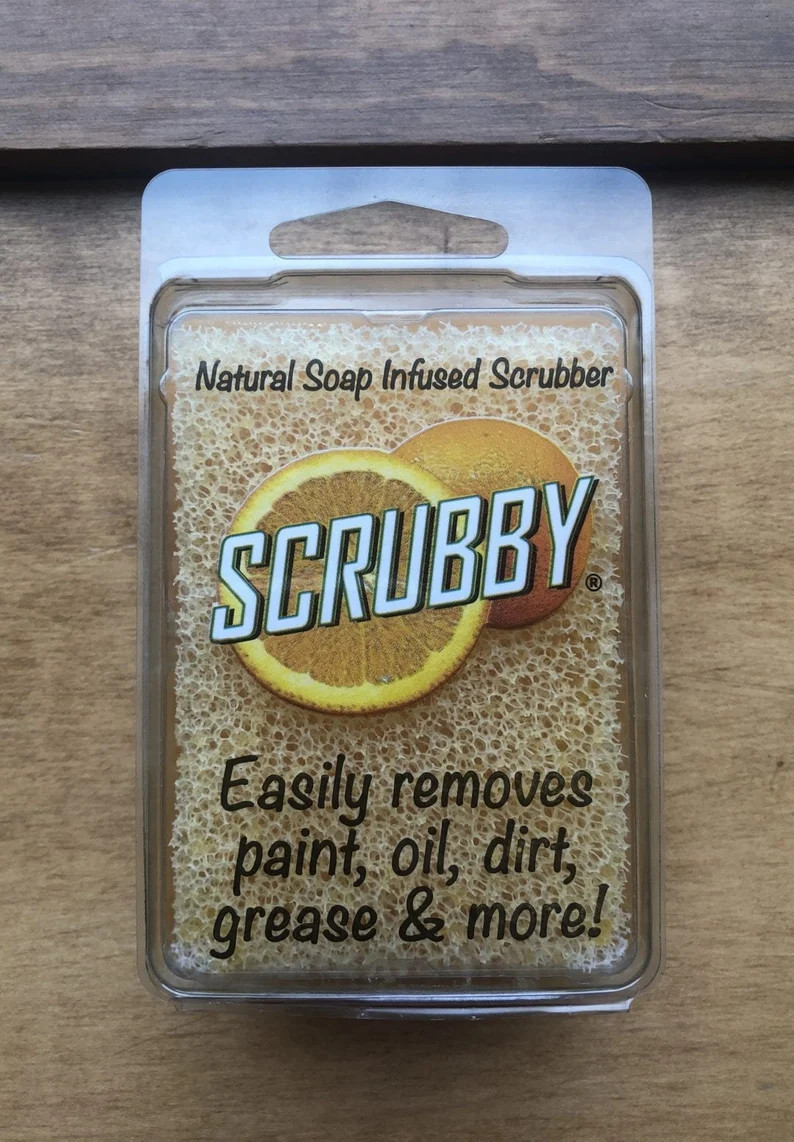 Natural Soap Infused Scrubber
SCRUBBY®
Easily removes
paint, oil, dirt,
grease & more!